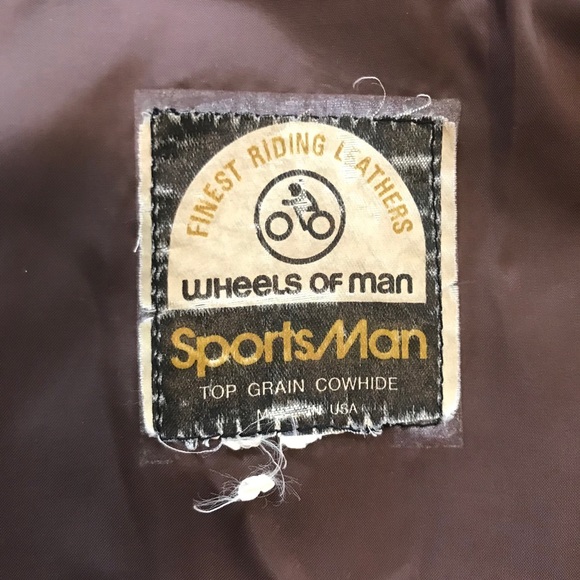 FINEST RIDING LEATHERS
WHEELS OF MAN
SportsMan
TOP GRAIN COWHIDE
IN USA